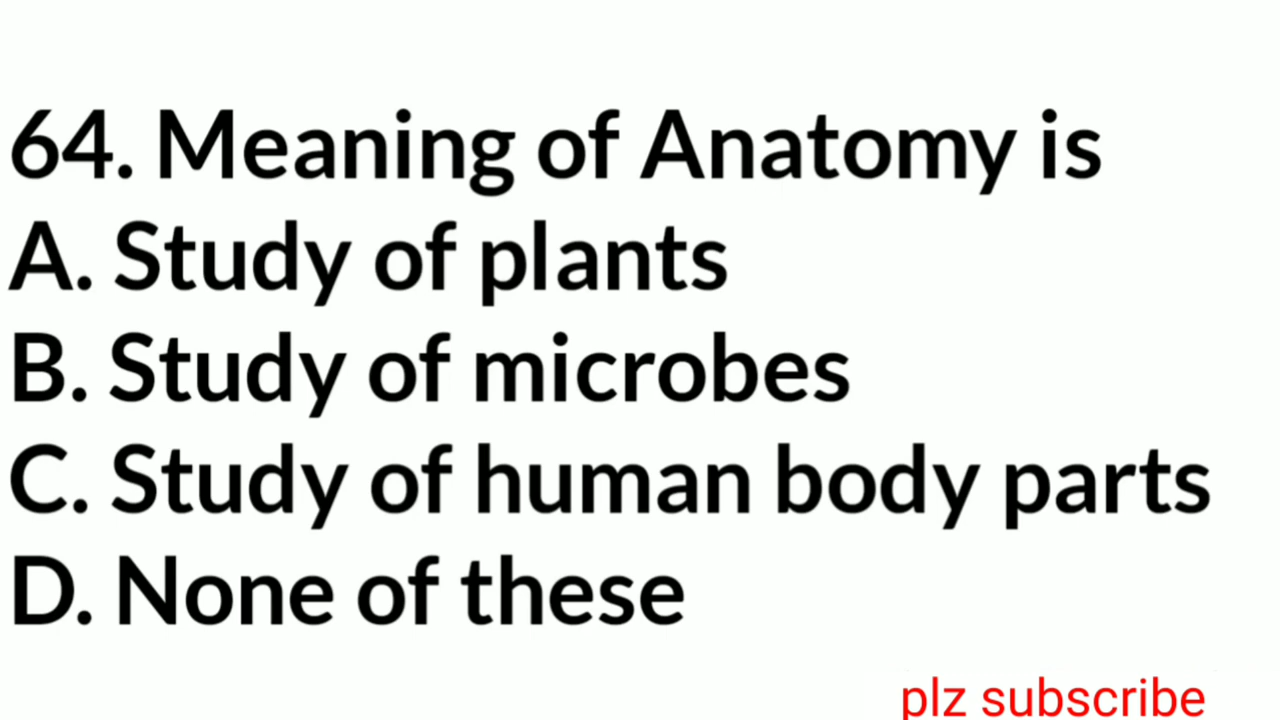 64. Meaning of Anatomy is
A. Study of plants
B. Study of microbes
C. Study of human body parts
D. None of these
plz subscribe